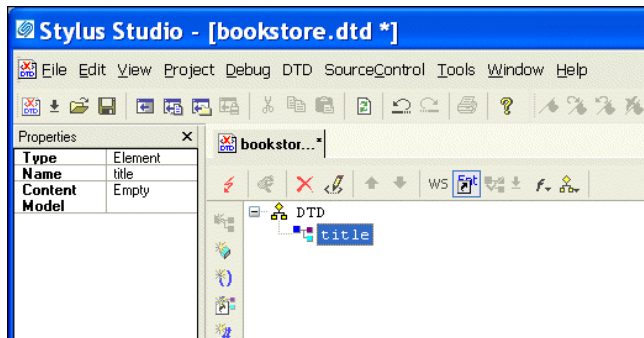 Stylus Studio - [bookstore.dtd *]
File Edit View Project Debug DTD SourceControl Tools Window Help
Properties
bookstor...*
Type Element
Name title
Content Model Empty
WS Ent
DTD
title